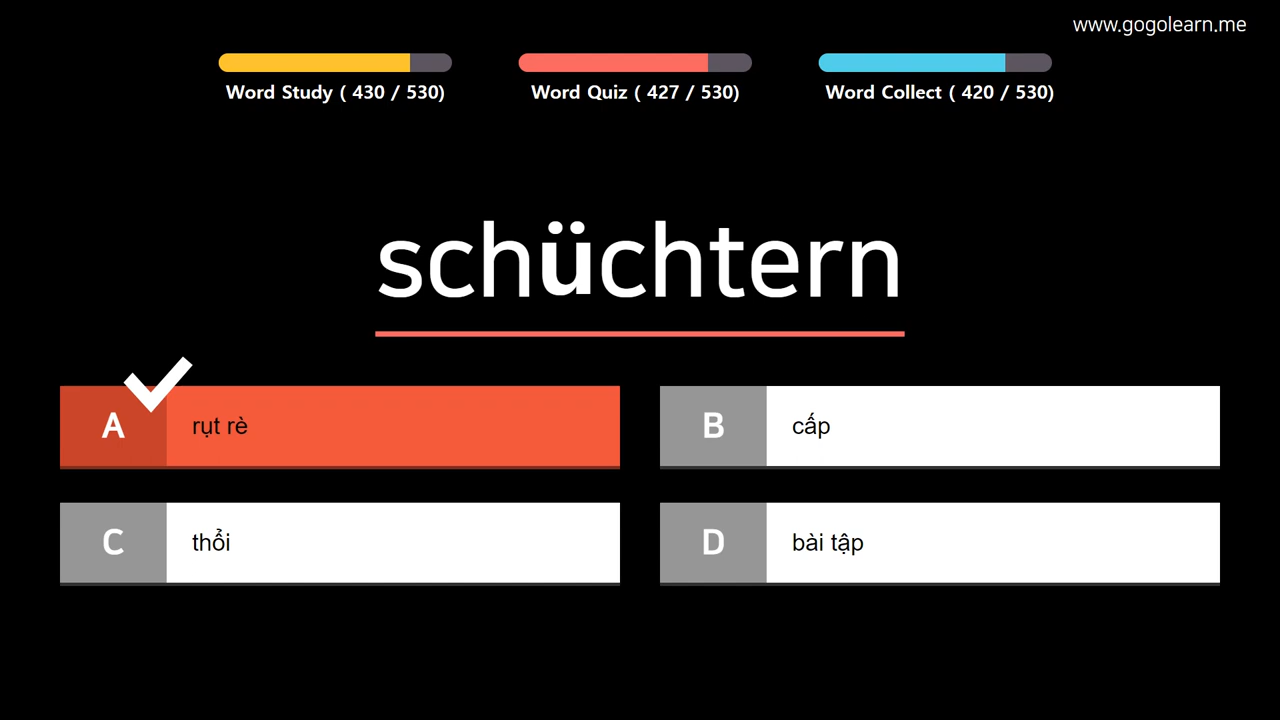 www.gogolearn.me
Word Study ( 430 / 530)
Word Quiz ( 427 / 530)
Word Collect ( 420 / 530)
schüchtern
A
rụt rè
B
cấp
C
thổi
D
bài tập